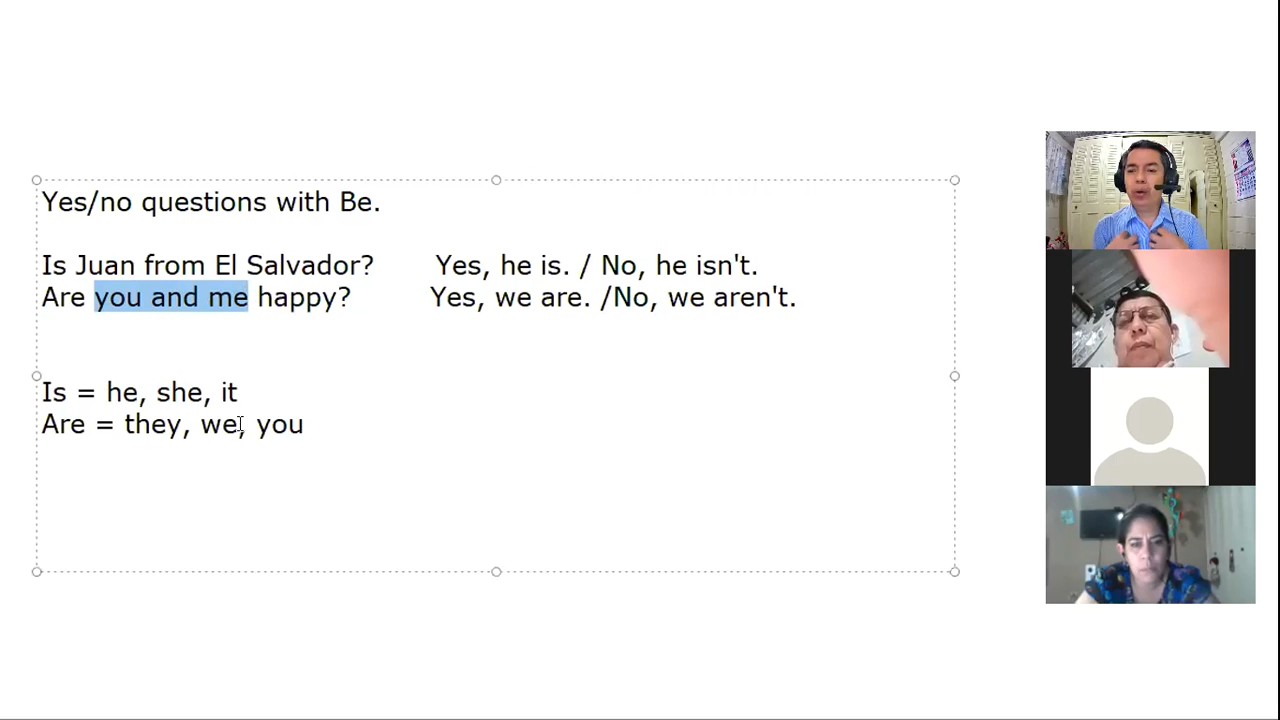 Yes/no questions with Be.
Is Juan from El Salvador? Yes, he is. / No, he isn't.
Are you and me happy? Yes, we are. /No, we aren't.
Is = he, she, it
Are = they, we, you